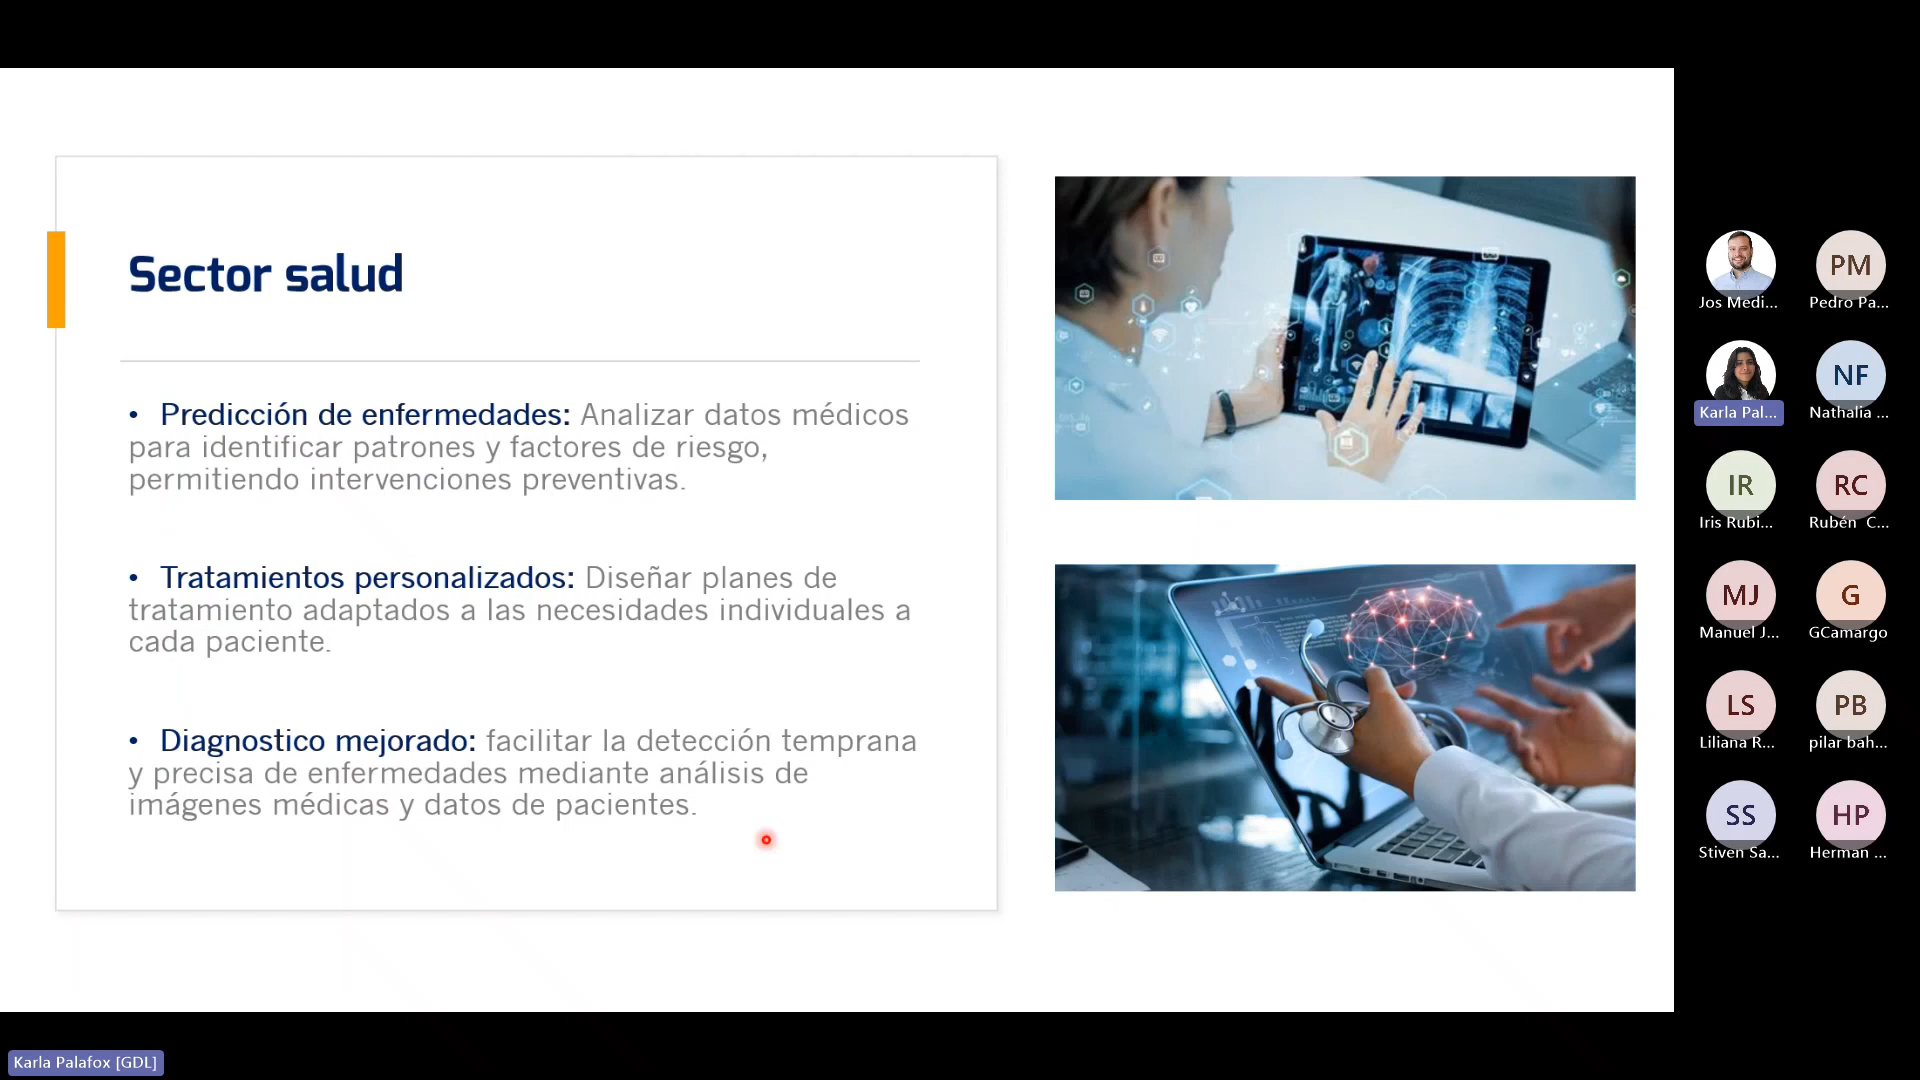 Sector salud
• Predicción de enfermedades: Analizar datos médicos
para identificar patrones y factores de riesgo,
permitiendo intervenciones preventivas.
• Tratamientos personalizados: Diseñar planes de
tratamiento adaptados a las necesidades individuales a
cada paciente.
• Diagnostico mejorado: facilitar la detección temprana
y precisa de enfermedades mediante análisis de
imágenes médicas y datos de pacientes.
Jos Medi...
PM
Pedro Pa...
Karla Pal...
NF
Nathalia ...
IR
Iris Rubi...
RC
Rubén C...
MJ
Manuel J...
G
GCamargo
LS
Liliana R...
PB
pilar bah...
SS
Stiven Sa...
HP
Herman ...
Karla Palafox [GDL]